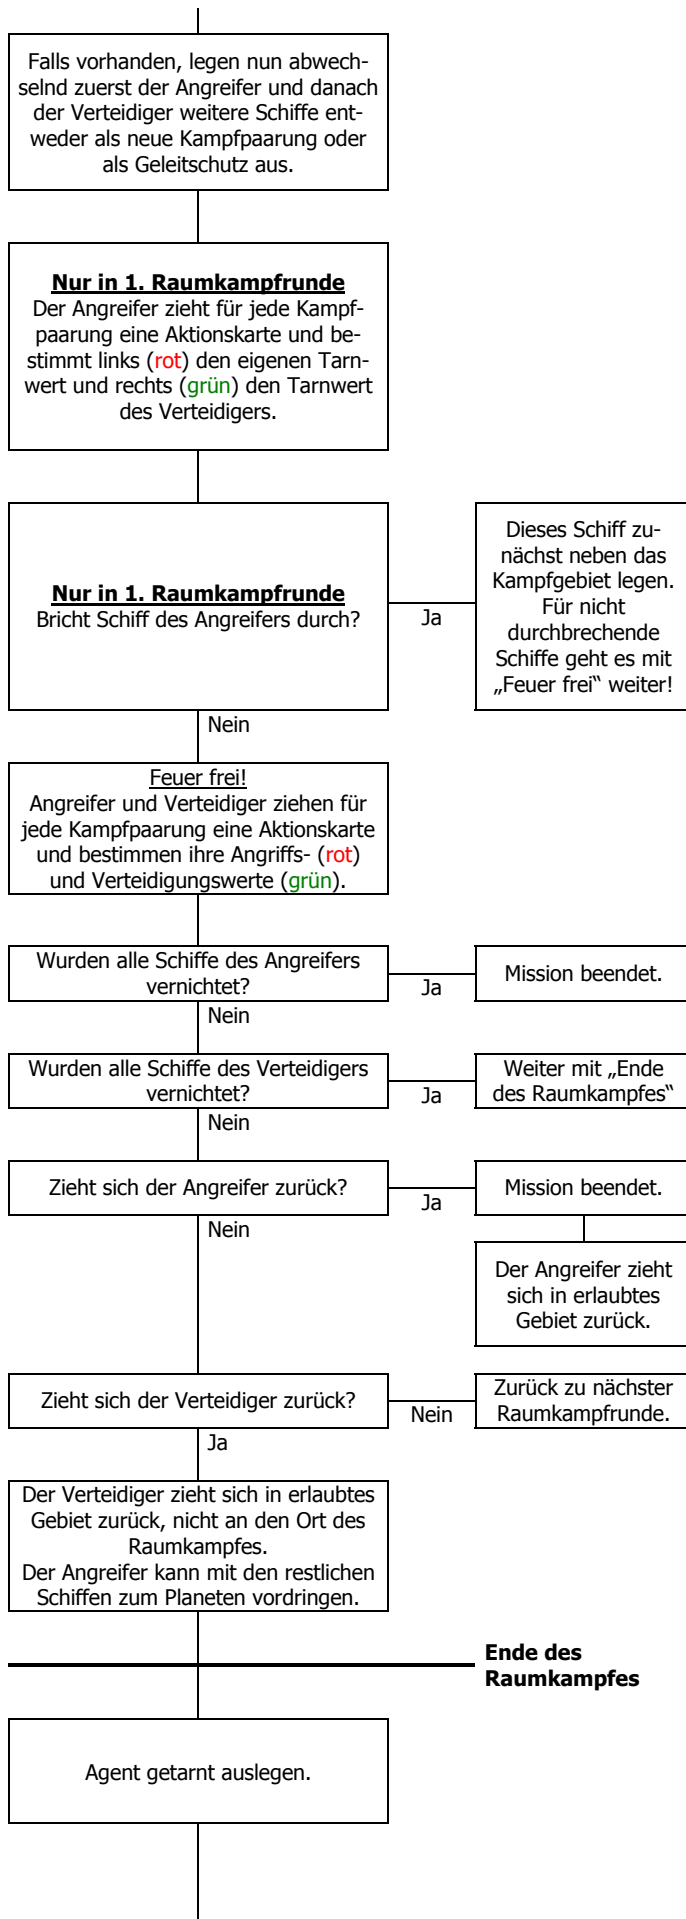 Falls vorhanden, legen nun abwech-
selnd zuerst der Angreifer und danach
der Verteidiger weitere Schiffe ent-
weder als neue Kampfpaarung oder
als Geleitschutz aus.
Nur in 1. Raumkampfrunde
Der Angreifer zieht für jede Kampf-
paarung eine Aktionskarte und be-
stimmt links (rot) den eigenen Tarn-
wert und rechts (grün) den Tarnwert
des Verteidigers.
Nur in 1. Raumkampfrunde
Bricht Schiff des Angreifers durch?
Ja
Dieses Schiff zu-
nächst neben das
Kampfgebiet legen.
Für nicht
durchbrechende
Schiffe geht es mit
„Feuer frei“ weiter!
Nein
Feuer frei!
Angreifer und Verteidiger ziehen für
jede Kampfpaarung eine Aktionskarte
und bestimmen ihre Angriffs- (rot)
und Verteidigungswerte (grün).
Wurden alle Schiffe des Angreifers
vernichtet?
Ja
Mission beendet.
Nein
Wurden alle Schiffe des Verteidigers
vernichtet?
Ja
Weiter mit „Ende
des Raumkampfes“
Nein
Zieht sich der Angreifer zurück?
Ja
Mission beendet.
Nein
Der Angreifer zieht
sich in erlaubtes
Gebiet zurück.
Zieht sich der Verteidiger zurück?
Nein
Zurück zu nächster
Raumkampfrunde.
Ja
Der Verteidiger zieht sich in erlaubtes
Gebiet zurück, nicht an den Ort des
Raumkampfes.
Der Angreifer kann mit den restlichen
Schiffen zum Planeten vordringen.
Ende des
Raumkampfes
Agent getarnt auslegen.